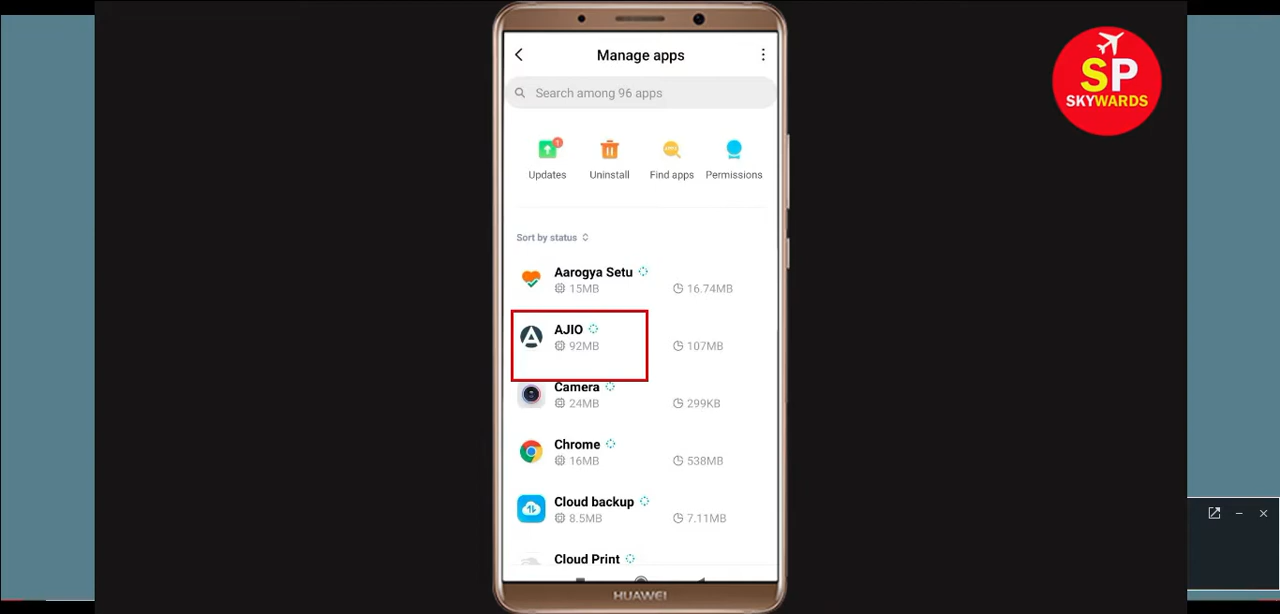 Manage apps
Search among 96 apps
Updates
1
Uninstall
Find apps
Permissions
Sort by status
Aarogya Setu
15MB
16.74MB
AJIO
92MB
107MB
Camera
24MB
299KB
Chrome
16MB
538MB
Cloud backup
8.5MB
7.11MB
Cloud Print
HUAWEI
SP
SKYWARDS